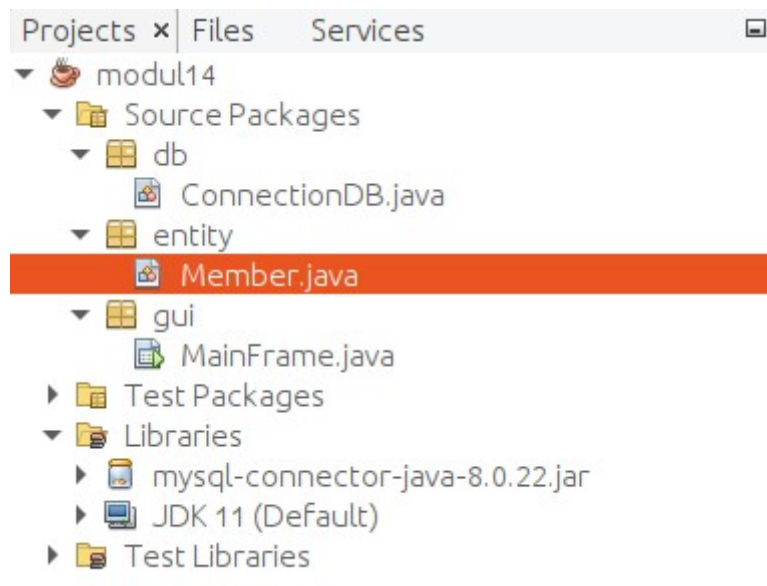 Projects Files Services
modul14
Source Packages
db
ConnectionDB.java
entity
Member.java
gui
MainFrame.java
Test Packages
Libraries
mysql-connector-java-8.0.22.jar
JDK 11 (Default)
Test Libraries